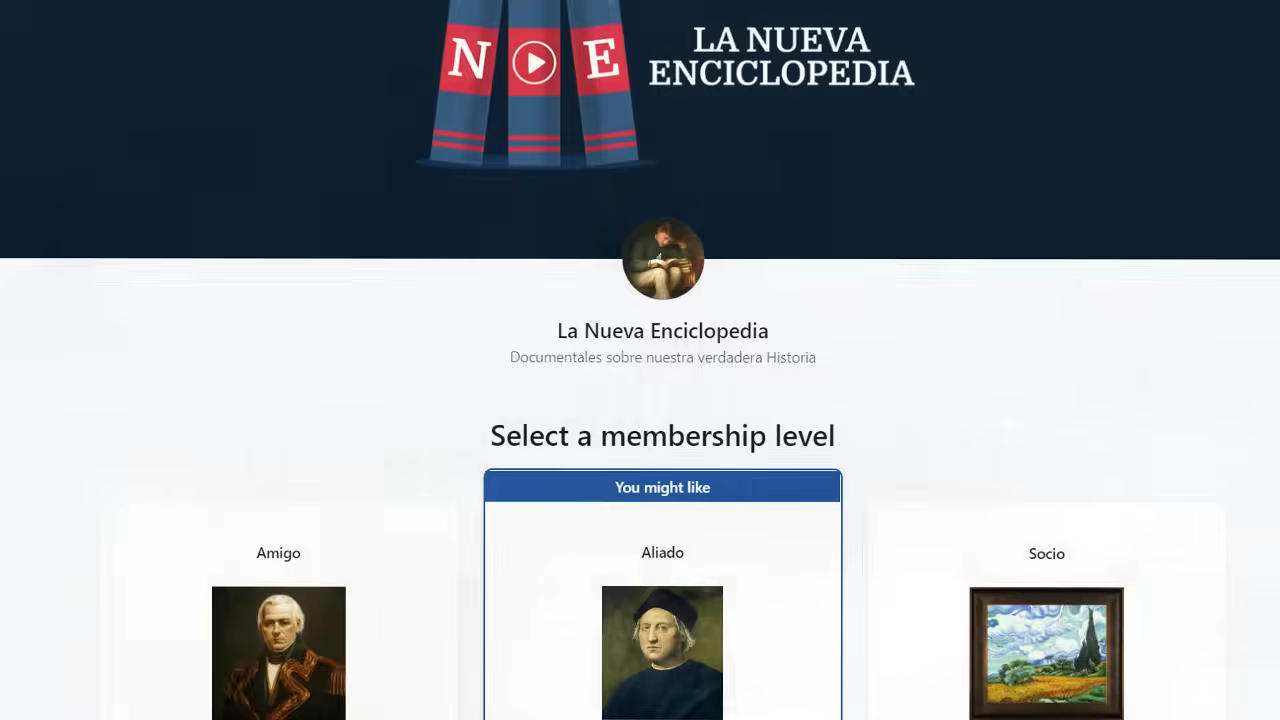 N E
LA NUEVA
ENCICLOPEDIA
La Nueva Enciclopedia
Documentales sobre nuestra verdadera Historia
Select a membership level
You might like
Amigo
Aliado
Socio